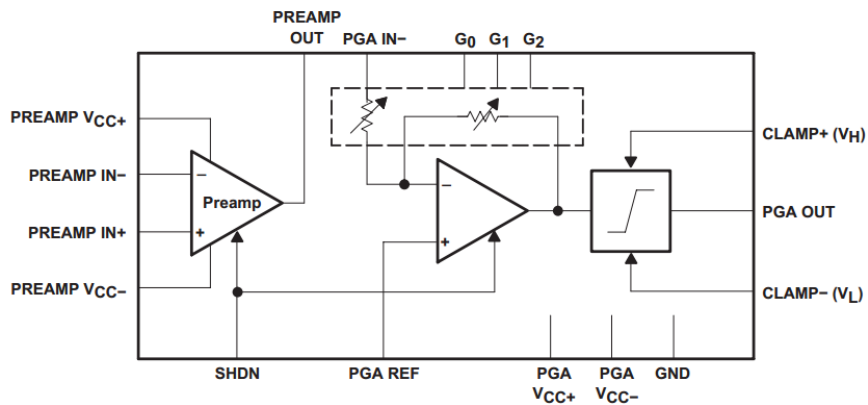 PREAMP
OUT
PGA IN−
G0
G1
G2
PREAMP VCC+
PREAMP IN−
PREAMP IN+
PREAMP VCC−
−
Preamp
+
−
+
CLAMP+ (VH)
PGA OUT
CLAMP− (VL)
SHDN
PGA REF
PGA
VCC+
PGA
VCC−
GND